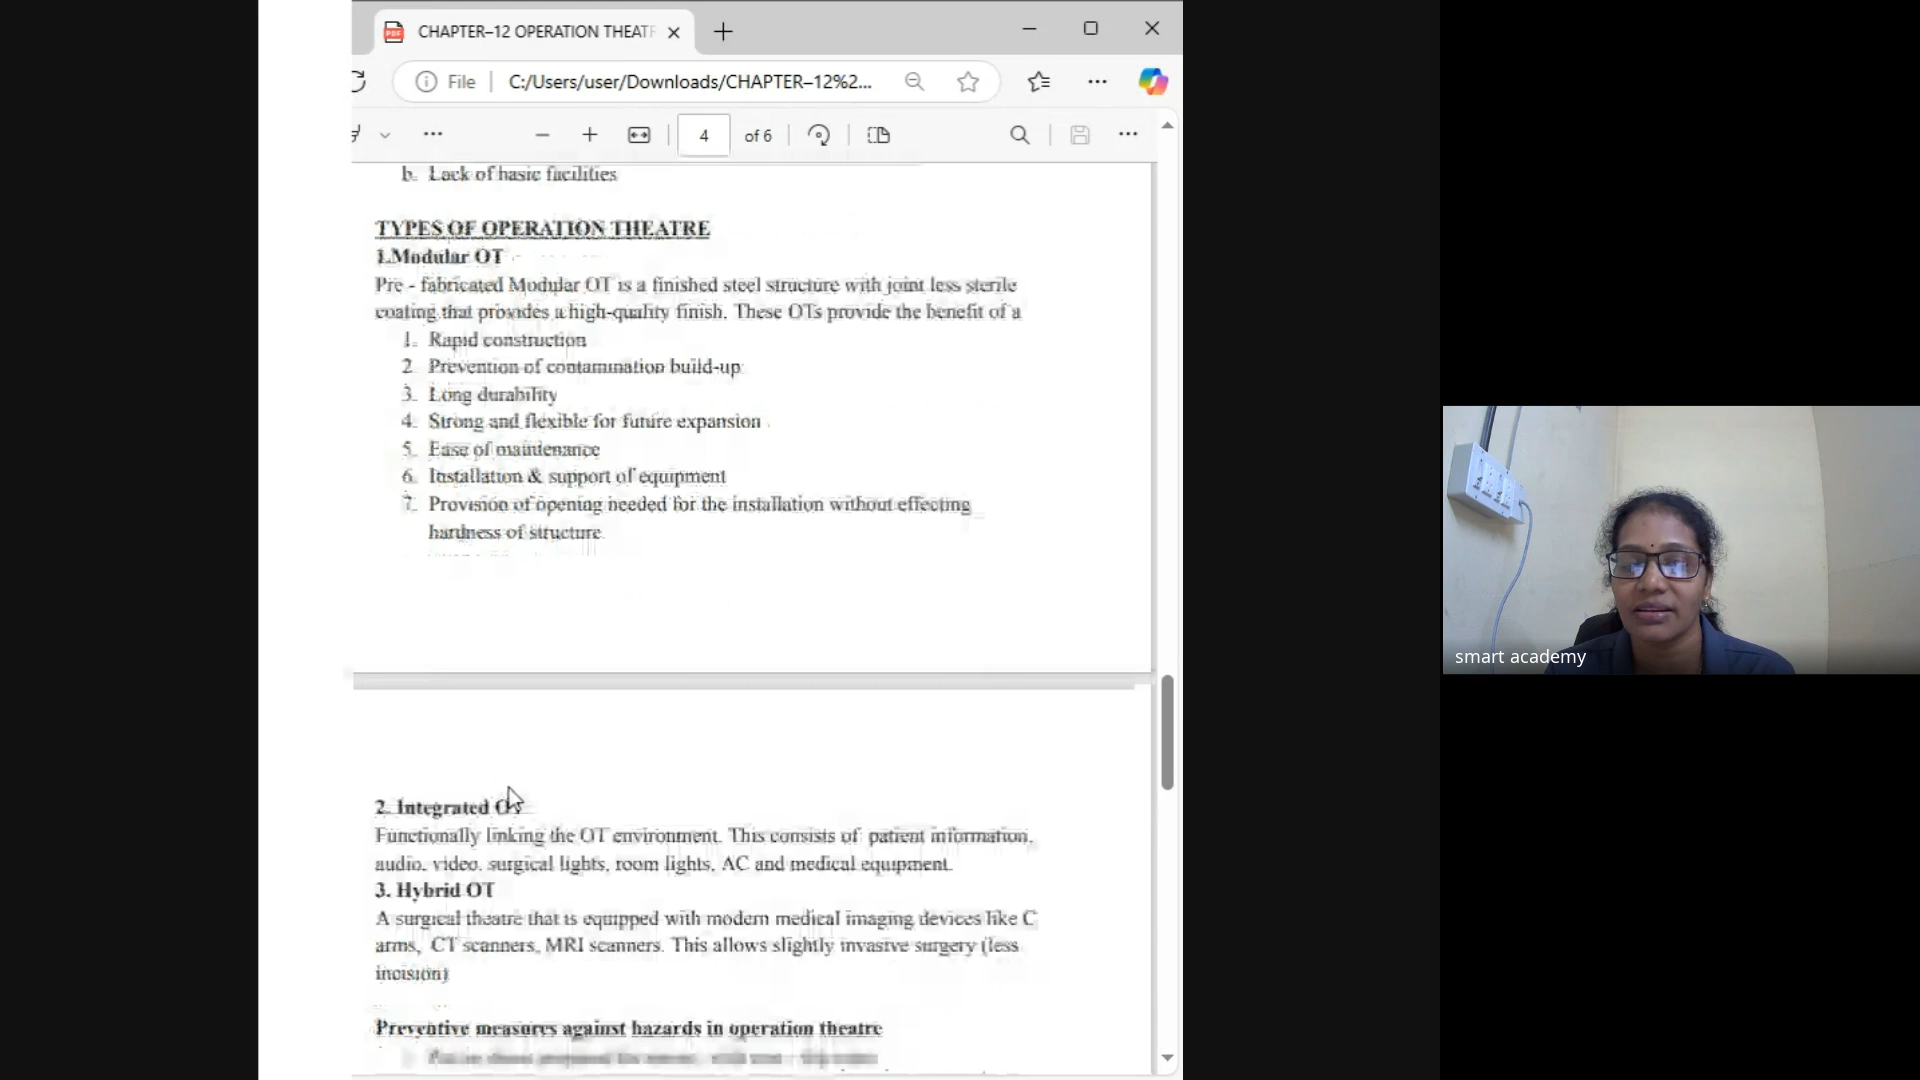 CHAPTER–12 OPERATION THEATR
File
C:/Users/user/Downloads/CHAPTER–12%2...
4 of 6
b. Lack of basic facilities
TYPES OF OPERATION THEATRE
1.Modular OT
Pre - fabricated Modular OT is a finished steel structure with joint less sterile
coating that provides a high-quality finish. These OTs provide the benefit of a
1. Rapid construction
2. Prevention of contamination build-up
3. Long durability
4. Strong and flexible for future expansion
5. Ease of maintenance
6. Installation & support of equipment
7. Provision of opening needed for the installation without effecting
hardness of structure
2. Integrated
Functionally linking the OT environment. This consists of patient information,
audio, video, surgical lights, room lights, AC and medical equipment.
3. Hybrid OT
A surgical theatre that is equipped with modern medical imaging devices like C
arms, CT scanners, MRI scanners. This allows slightly invasive surgery (less
incision)
Preventive measures against hazards in operation theatre
smart academy